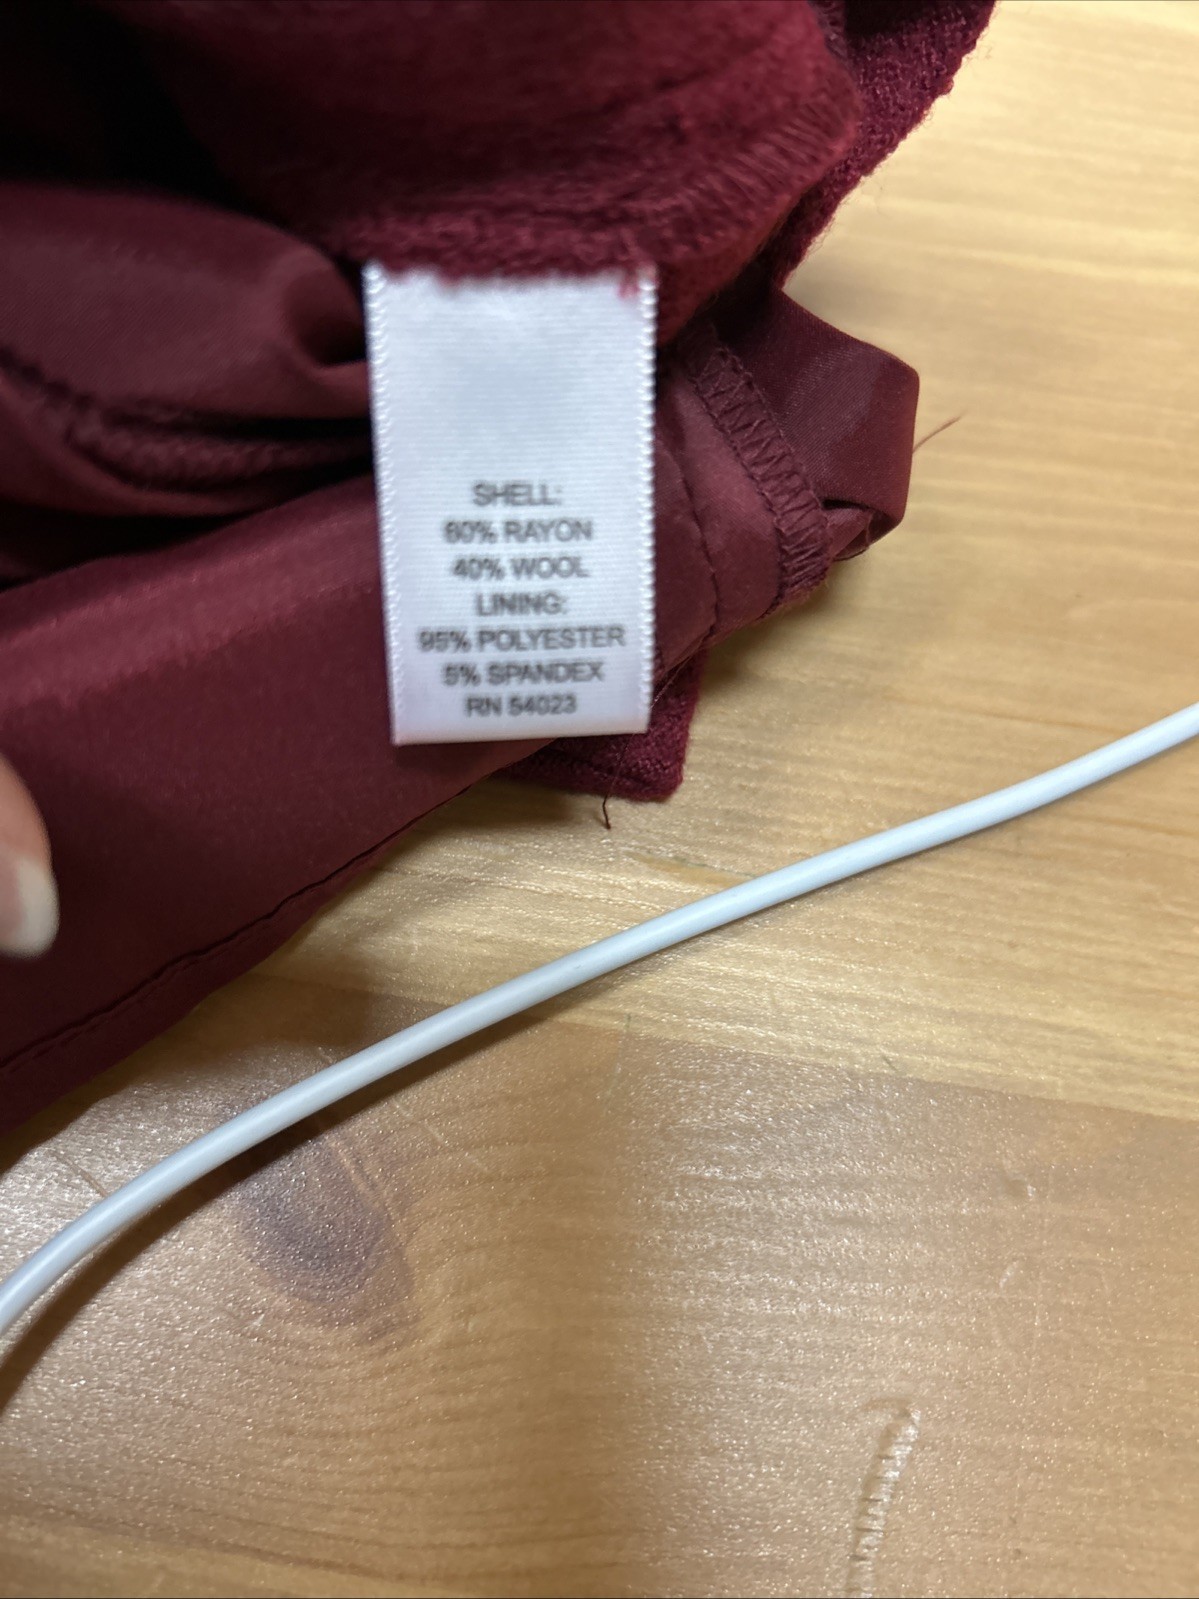 SHELL:
60% RAYON
40% WOOL
LINING:
95% POLYESTER
5% SPANDEX
RN 54023